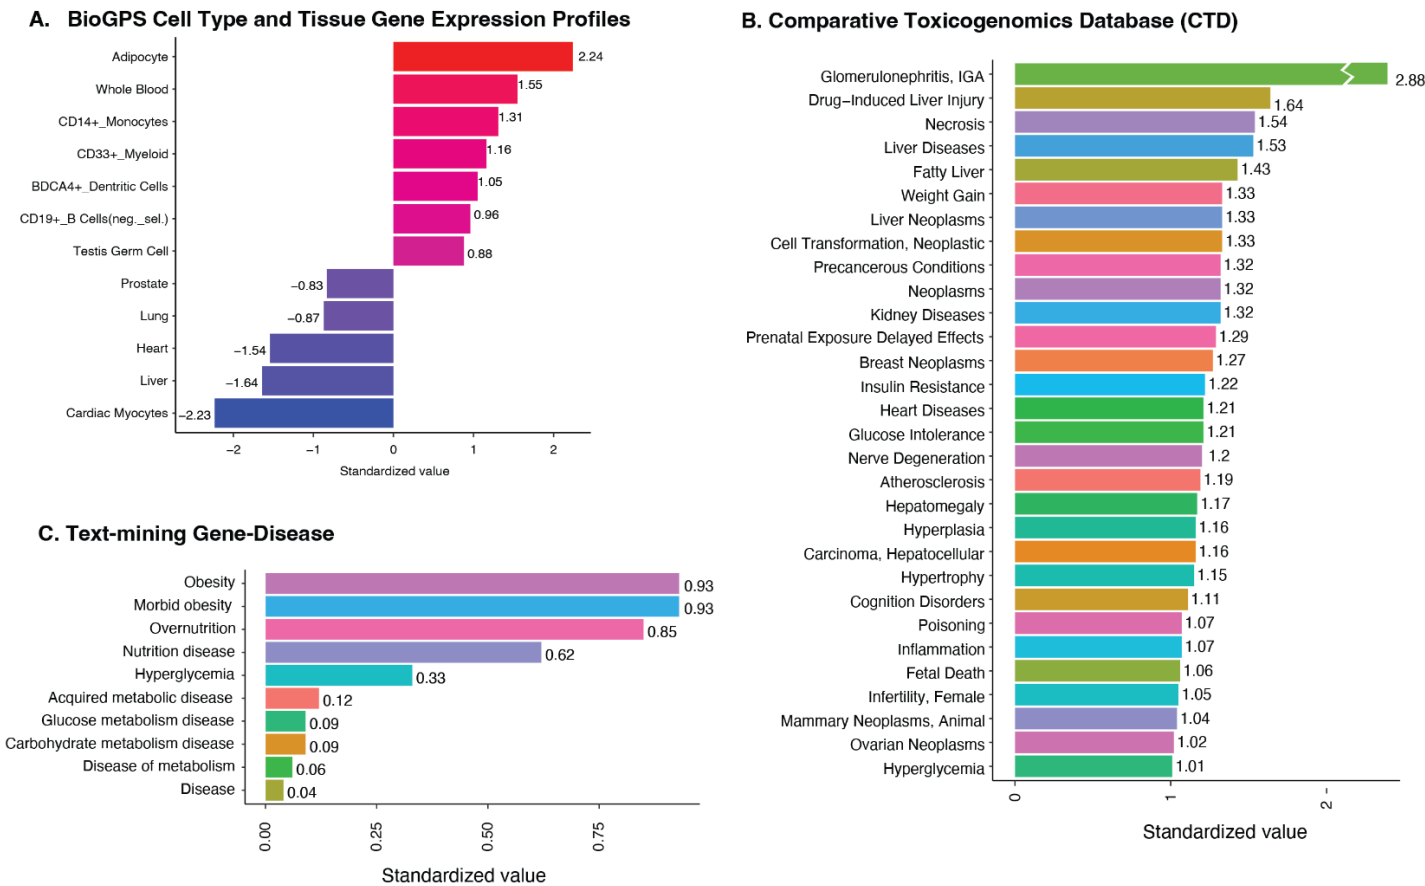 A. BioGPS Cell Type and Tissue Gene Expression Profiles
Adipocyte 2.24
Whole Blood 1.55
CD14+_Monocytes 1.31
CD33+_Myeloid 1.16
BDCA4+_Dentritic Cells 1.05
CD19+_B Cells(neg._sel.) 0.96
Testis Germ Cell 0.88
Prostate −0.83
Lung −0.87
Heart −1.54
Liver −1.64
Cardiac Myocytes −2.23
−2 −1 0 1 2
Standardized value
B. Comparative Toxicogenomics Database (CTD)
Glomerulonephritis, IGA 2.88
Drug−Induced Liver Injury 1.64
Necrosis 1.54
Liver Diseases 1.53
Fatty Liver 1.43
Weight Gain 1.33
Liver Neoplasms 1.33
Cell Transformation, Neoplastic 1.33
Precancerous Conditions 1.32
Neoplasms 1.32
Kidney Diseases 1.32
Prenatal Exposure Delayed Effects 1.29
Breast Neoplasms 1.27
Insulin Resistance 1.22
Heart Diseases 1.21
Glucose Intolerance 1.21
Nerve Degeneration 1.2
Atherosclerosis 1.19
Hepatomegaly 1.17
Hyperplasia 1.16
Carcinoma, Hepatocellular 1.16
Hypertrophy 1.15
Cognition Disorders 1.11
Poisoning 1.07
Inflammation 1.07
Fetal Death 1.06
Infertility, Female 1.05
Mammary Neoplasms, Animal 1.04
Ovarian Neoplasms 1.02
Hyperglycemia 1.01
0 1 2
Standardized value
C. Text-mining Gene-Disease
Obesity 0.93
Morbid obesity 0.93
Overnutrition 0.85
Nutrition disease 0.62
Hyperglycemia 0.33
Acquired metabolic disease 0.12
Glucose metabolism disease 0.09
Carbohydrate metabolism disease 0.09
Disease of metabolism 0.06
Disease 0.04
0.00 0.25 0.50 0.75
Standardized value